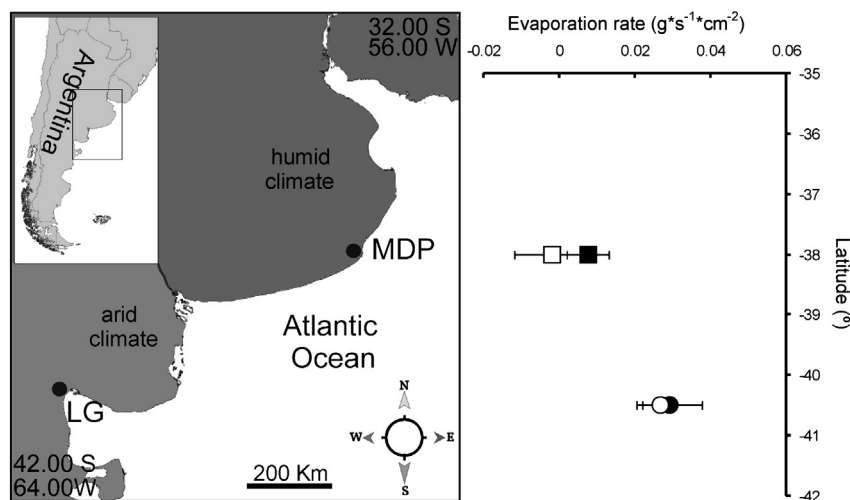 Argentina
32.00 S
56.00 W
humid
climate
MDP
arid
climate
Atlantic
Ocean
LG
N
W
E
S
42.00 S
64.00W
200 Km
Evaporation rate (g*s⁻¹*cm⁻²)
-0.02
0
0.02
0.04
0.06
-35
-36
-37
-38
-39
-40
-41
-42
Latitude (º)